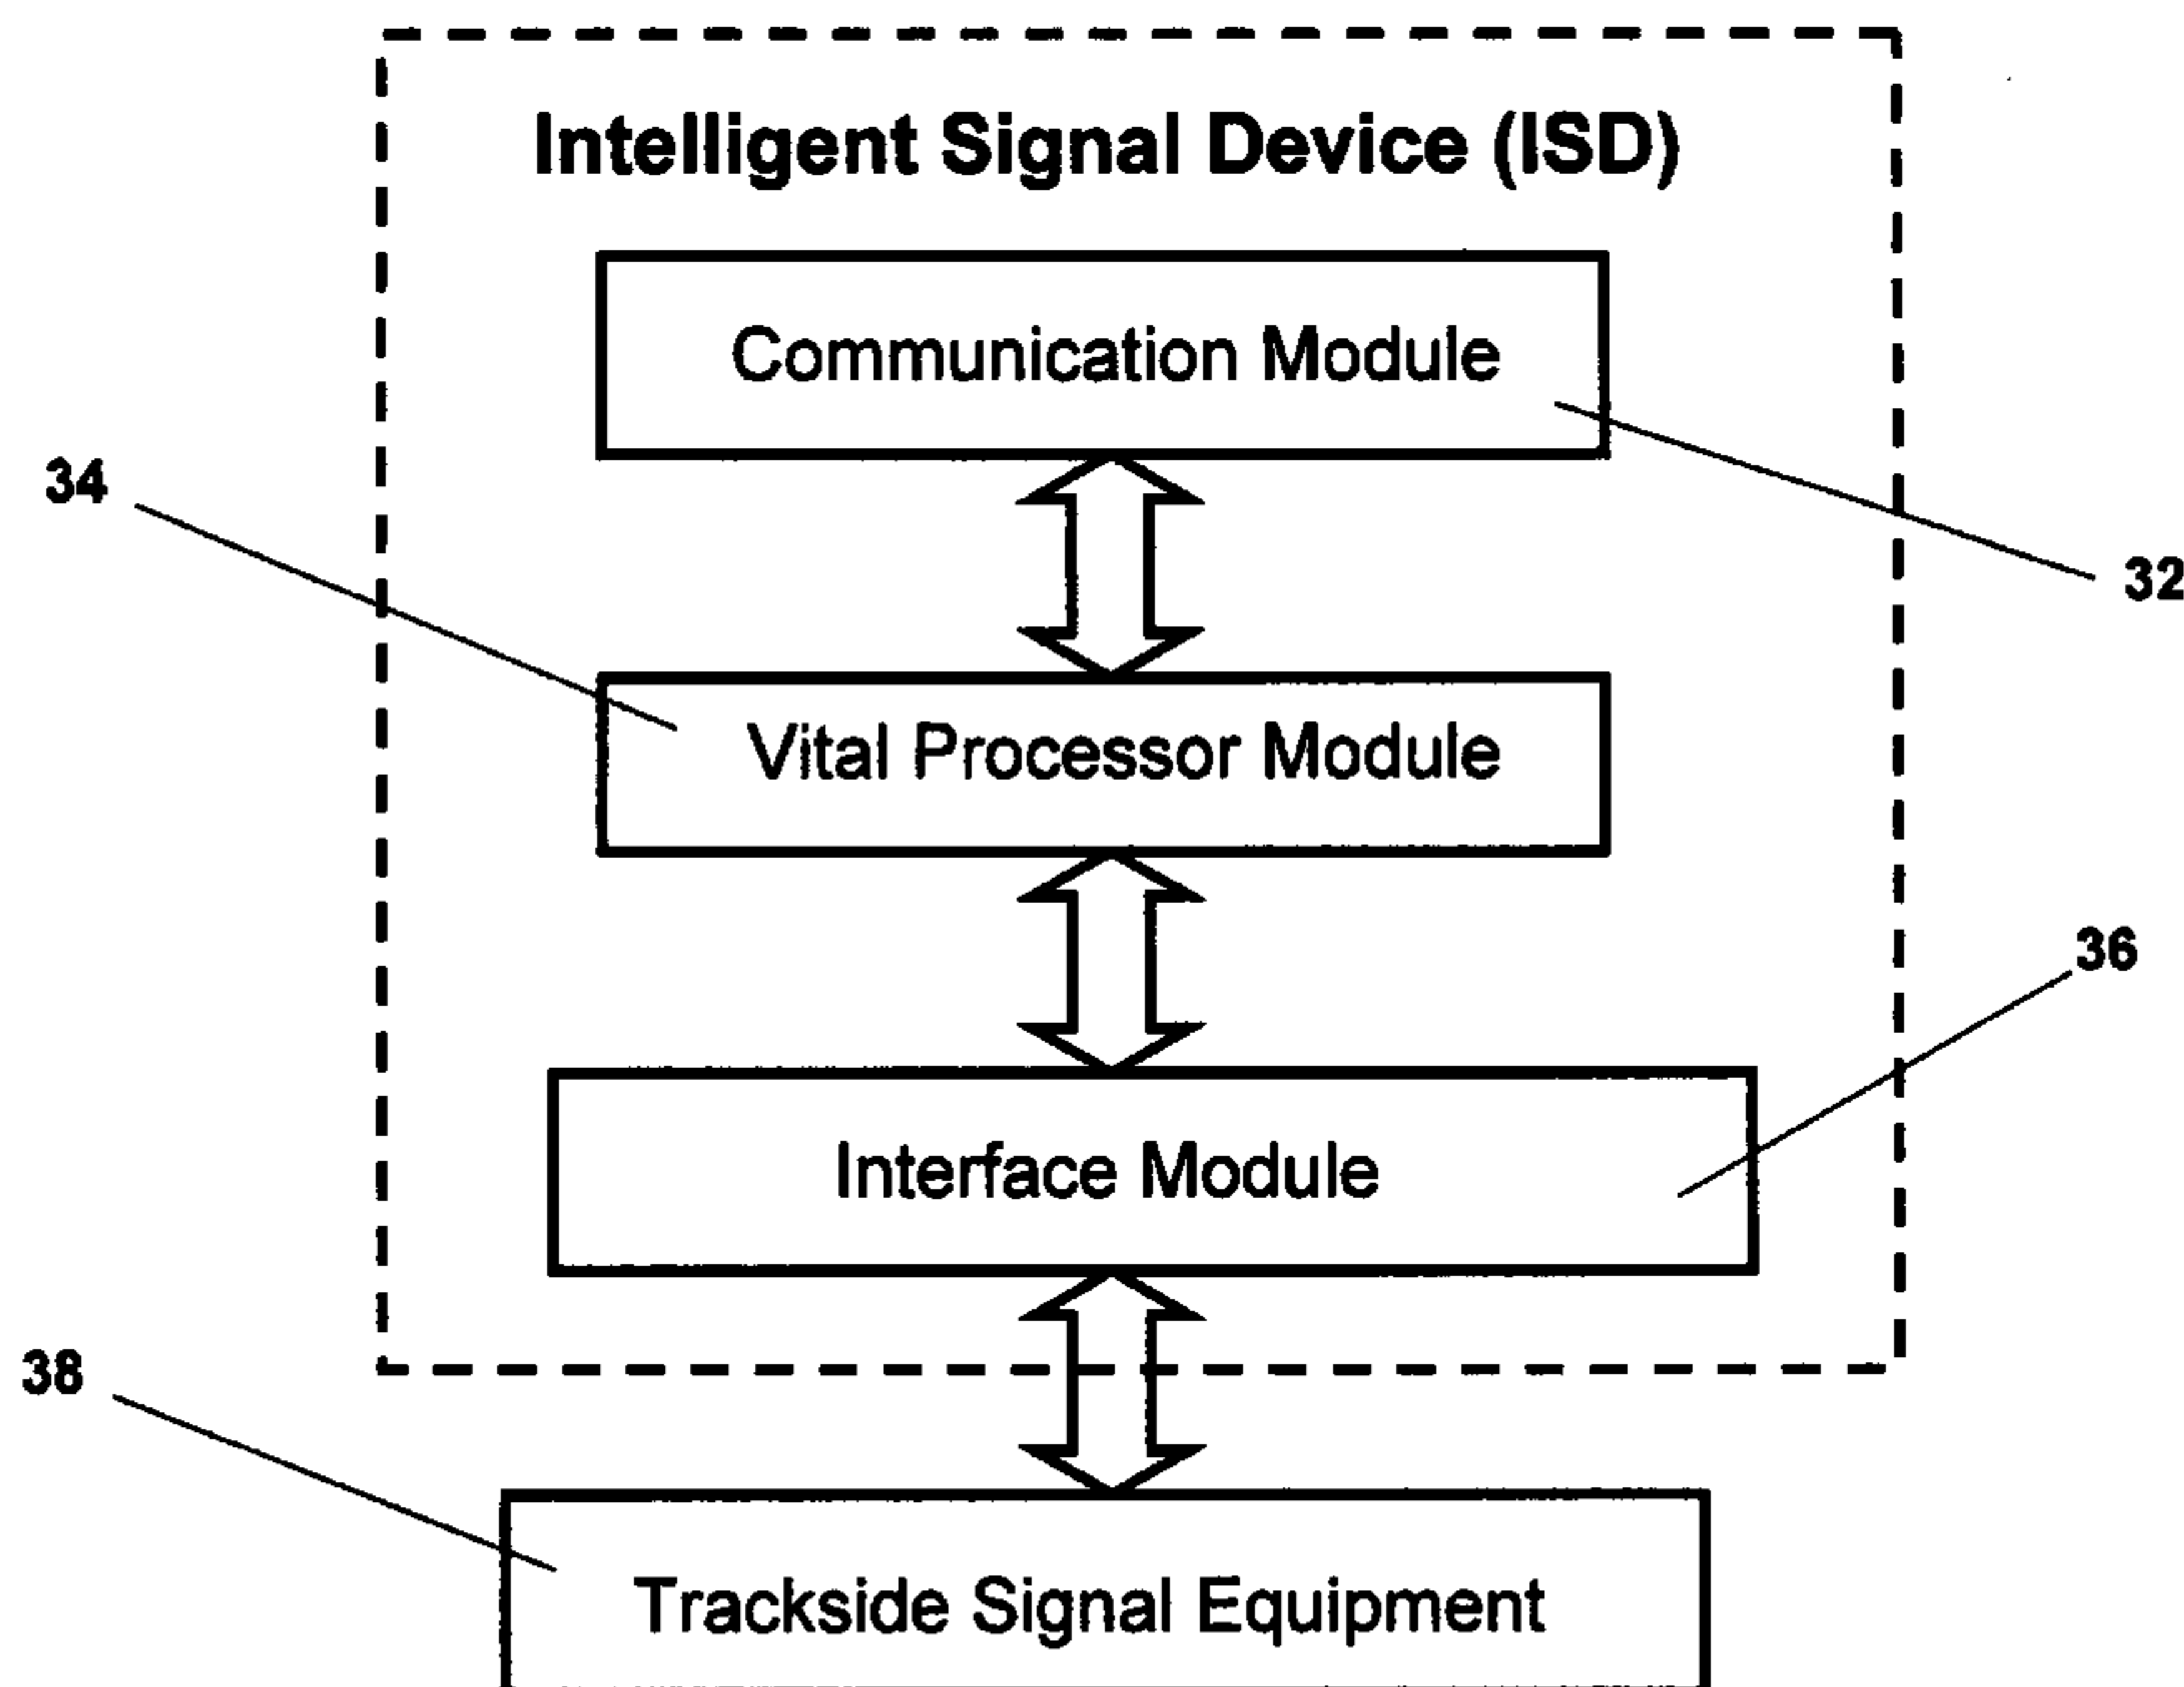 Intelligent Signal Device (ISD)
Communication Module
34
32
Vital Processor Module
36
Interface Module
38
Trackside Signal Equipment